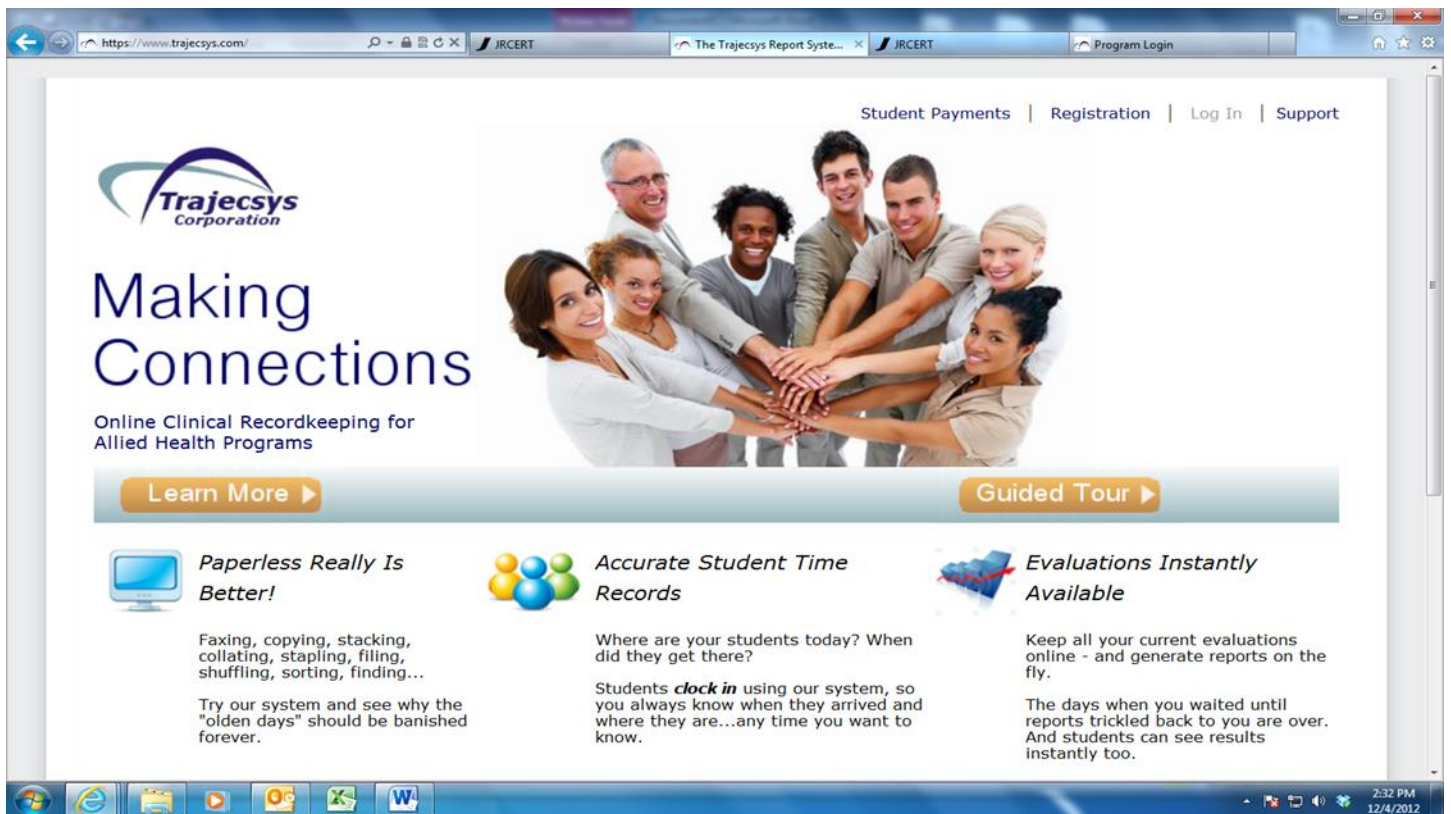 https://www.trajecsys.com/
JRCERT
The Trajecsys Report Syste...
JRCERT
Program Login
Student Payments | Registration | Log In | Support
Trajecsys
Corporation
Making
Connections
Online Clinical Recordkeeping for
Allied Health Programs
Learn More
Guided Tour
Paperless Really Is
Better!
Faxing, copying, stacking,
collating, stapling, filing,
shuffling, sorting, finding...
Try our system and see why the
"olden days" should be banished
forever.
Accurate Student Time
Records
Where are your students today? When
did they get there?
Students clock in using our system, so
you always know when they arrived and
where they are...any time you want to
know.
Evaluations Instantly
Available
Keep all your current evaluations
online - and generate reports on the
fly.
The days when you waited until
reports trickled back to you are over.
And students can see results
instantly too.
2:32 PM
12/4/2012